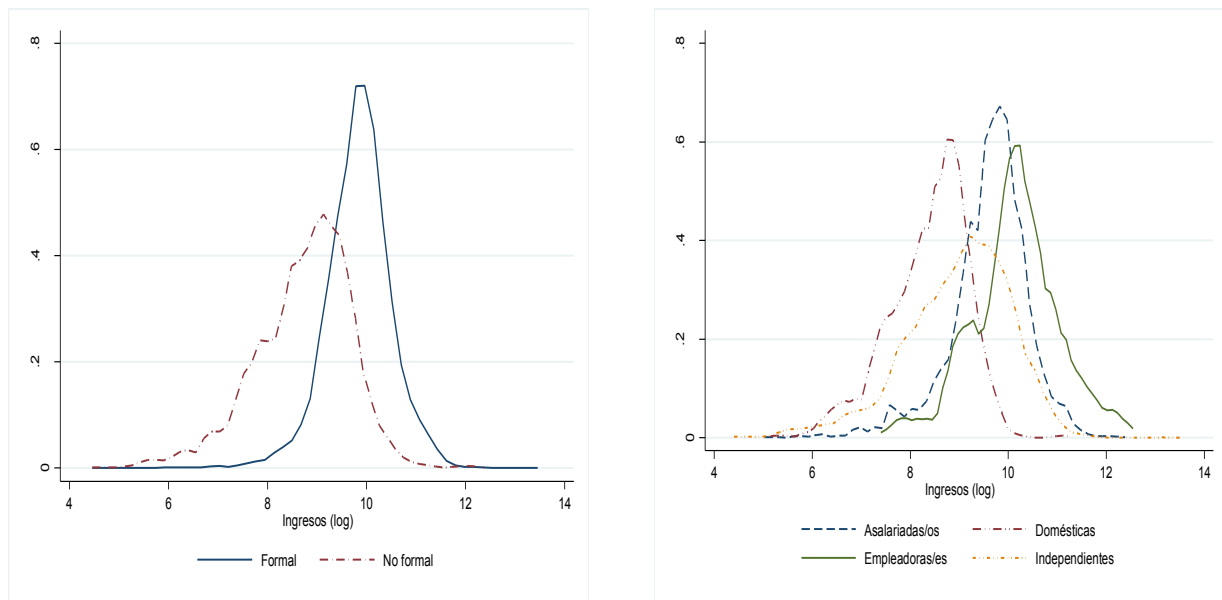 .8
.6
.4
.2
0
4 6 8 10 12 14
Ingresos (log)
Formal No formal
.8
.6
.4
.2
0
4 6 8 10 12 14
Ingresos (log)
Asalariadas/os Domésticas
Empleadoras/es Independientes